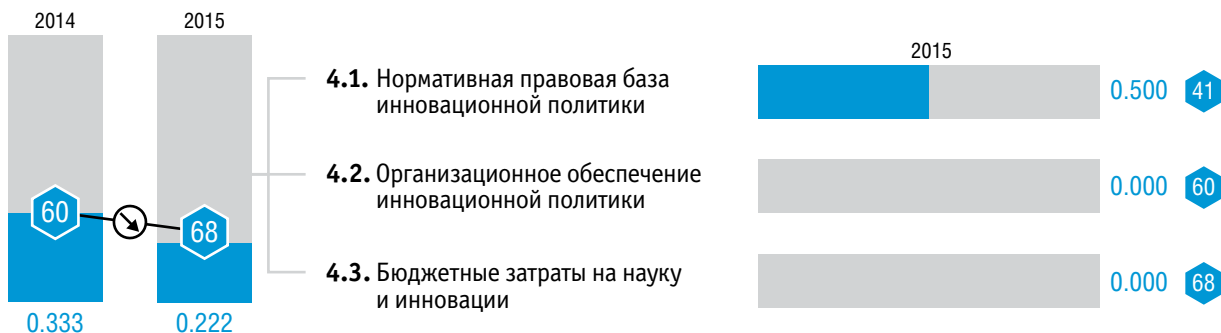 2014
2015
60
68
0.333
0.222
4.1. Нормативная правовая база
инновационной политики
4.2. Организационное обеспечение
инновационной политики
4.3. Бюджетные затраты на науку
и инновации
2015
0.500 41
0.000 60
0.000 68